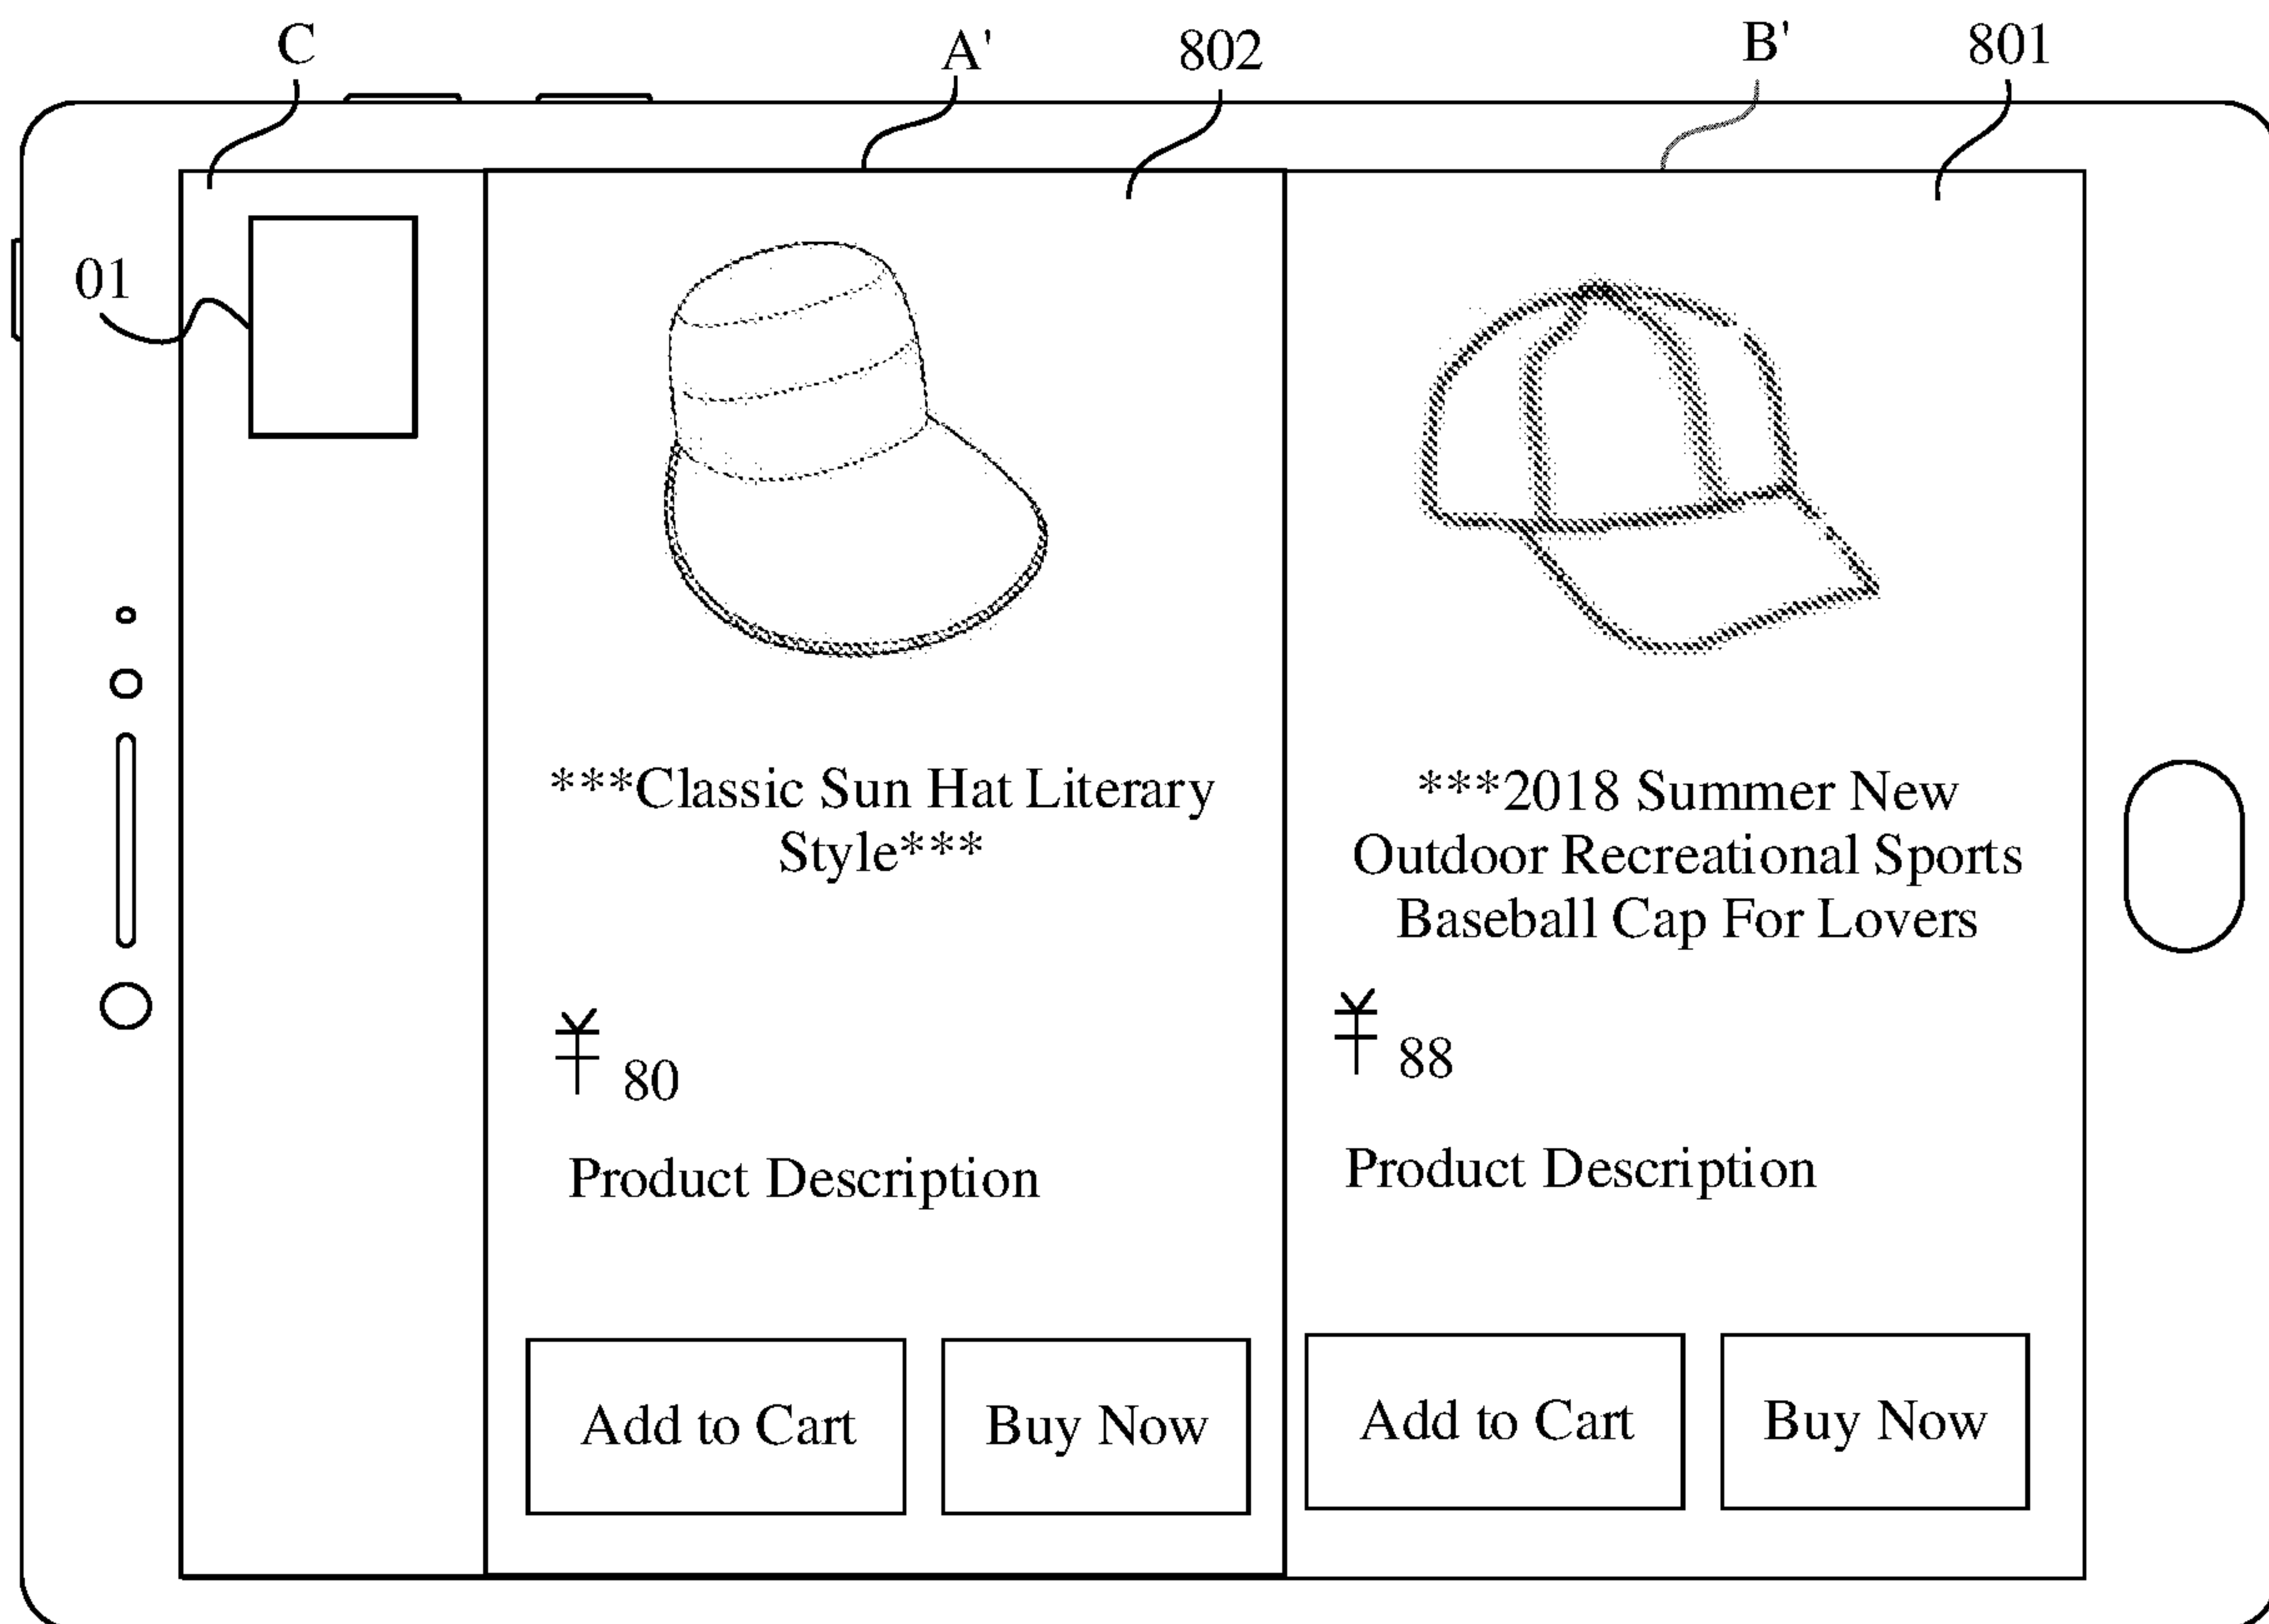 C
A'
802
B'
801
01
***Classic Sun Hat Literary
Style***
¥ 80
Product Description
Add to Cart
Buy Now
***2018 Summer New
Outdoor Recreational Sports
Baseball Cap For Lovers
¥ 88
Product Description
Add to Cart
Buy Now